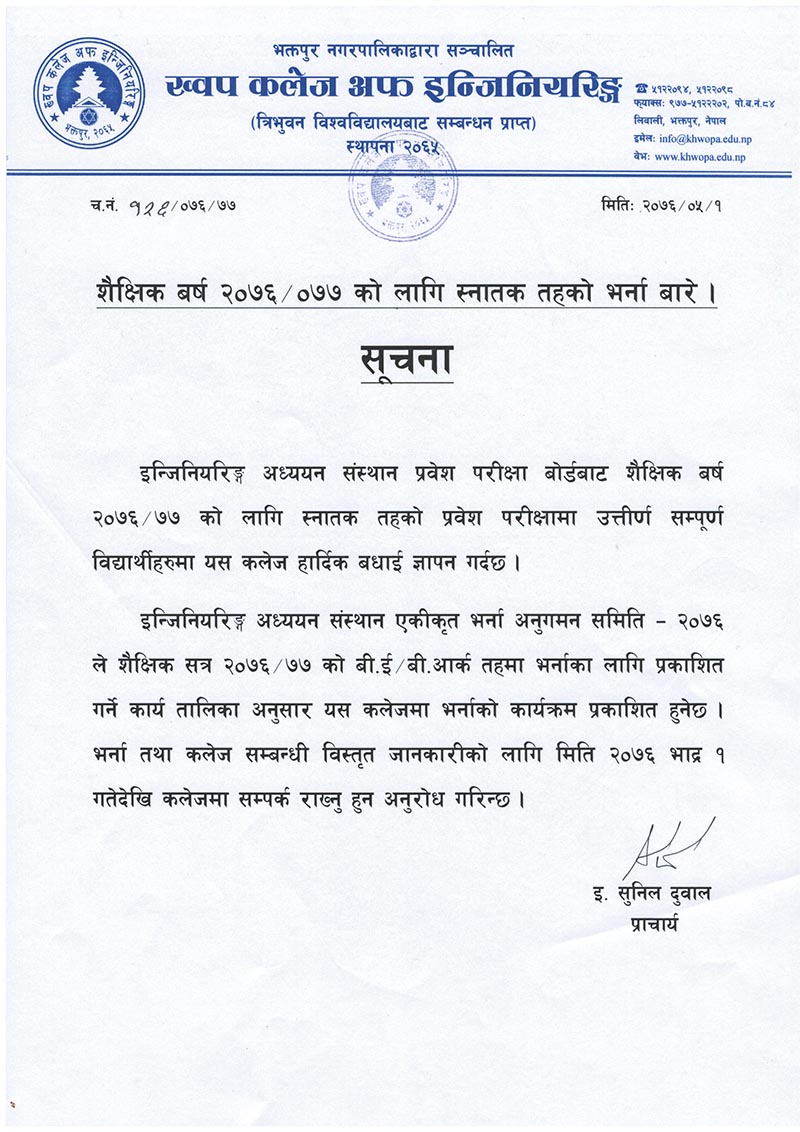 भक्तपुर नगरपालिकाद्वारा सञ्चालित
ख्वप कलेज अफ इन्जिनियरिङ्ग
(त्रिभुवन विश्वविद्यालयबाट सम्बन्धन प्राप्त)
स्थापना २०६५
ख्वप कलेज अफ इन्जिनियरिङ्ग
भक्तपुर, २०६५
☎ ५१२२०९४, ५१२२०९८
फ्याक्सः ९७७-५१२२२०२, पो.ब.नं.८४
लिवाली, भक्तपुर, नेपाल
इमेलः info@khwopa.edu.np
वेभः www.khwopa.edu.np
च.नं. १२६/०७६/७७
मितिः २०७६/०५/१
शैक्षिक बर्ष २०७६/०७७ को लागि स्नातक तहको भर्ना बारे ।
सूचना
इन्जिनियरिङ्ग अध्ययन संस्थान प्रवेश परीक्षा बोर्डबाट शैक्षिक बर्ष
२०७६/७७ को लागि स्नातक तहको प्रवेश परीक्षामा उत्तीर्ण सम्पूर्ण
विद्यार्थीहरुमा यस कलेज हार्दिक बधाई ज्ञापन गर्दछ ।
इन्जिनियरिङ्ग अध्ययन संस्थान एकीकृत भर्ना अनुगमन समिति - २०७६
ले शैक्षिक सत्र २०७६/७७ को बी.ई/बी.आर्क तहमा भर्नाका लागि प्रकाशित
गर्ने कार्य तालिका अनुसार यस कलेजमा भर्नाको कार्यक्रम प्रकाशित हुनेछ ।
भर्ना तथा कलेज सम्बन्धी विस्तृत जानकारीको लागि मिति २०७६ भाद्र १
गतेदेखि कलेजमा सम्पर्क राख्नु हुन अनुरोध गरिन्छ ।
इ. सुनिल दुवाल
प्राचार्य